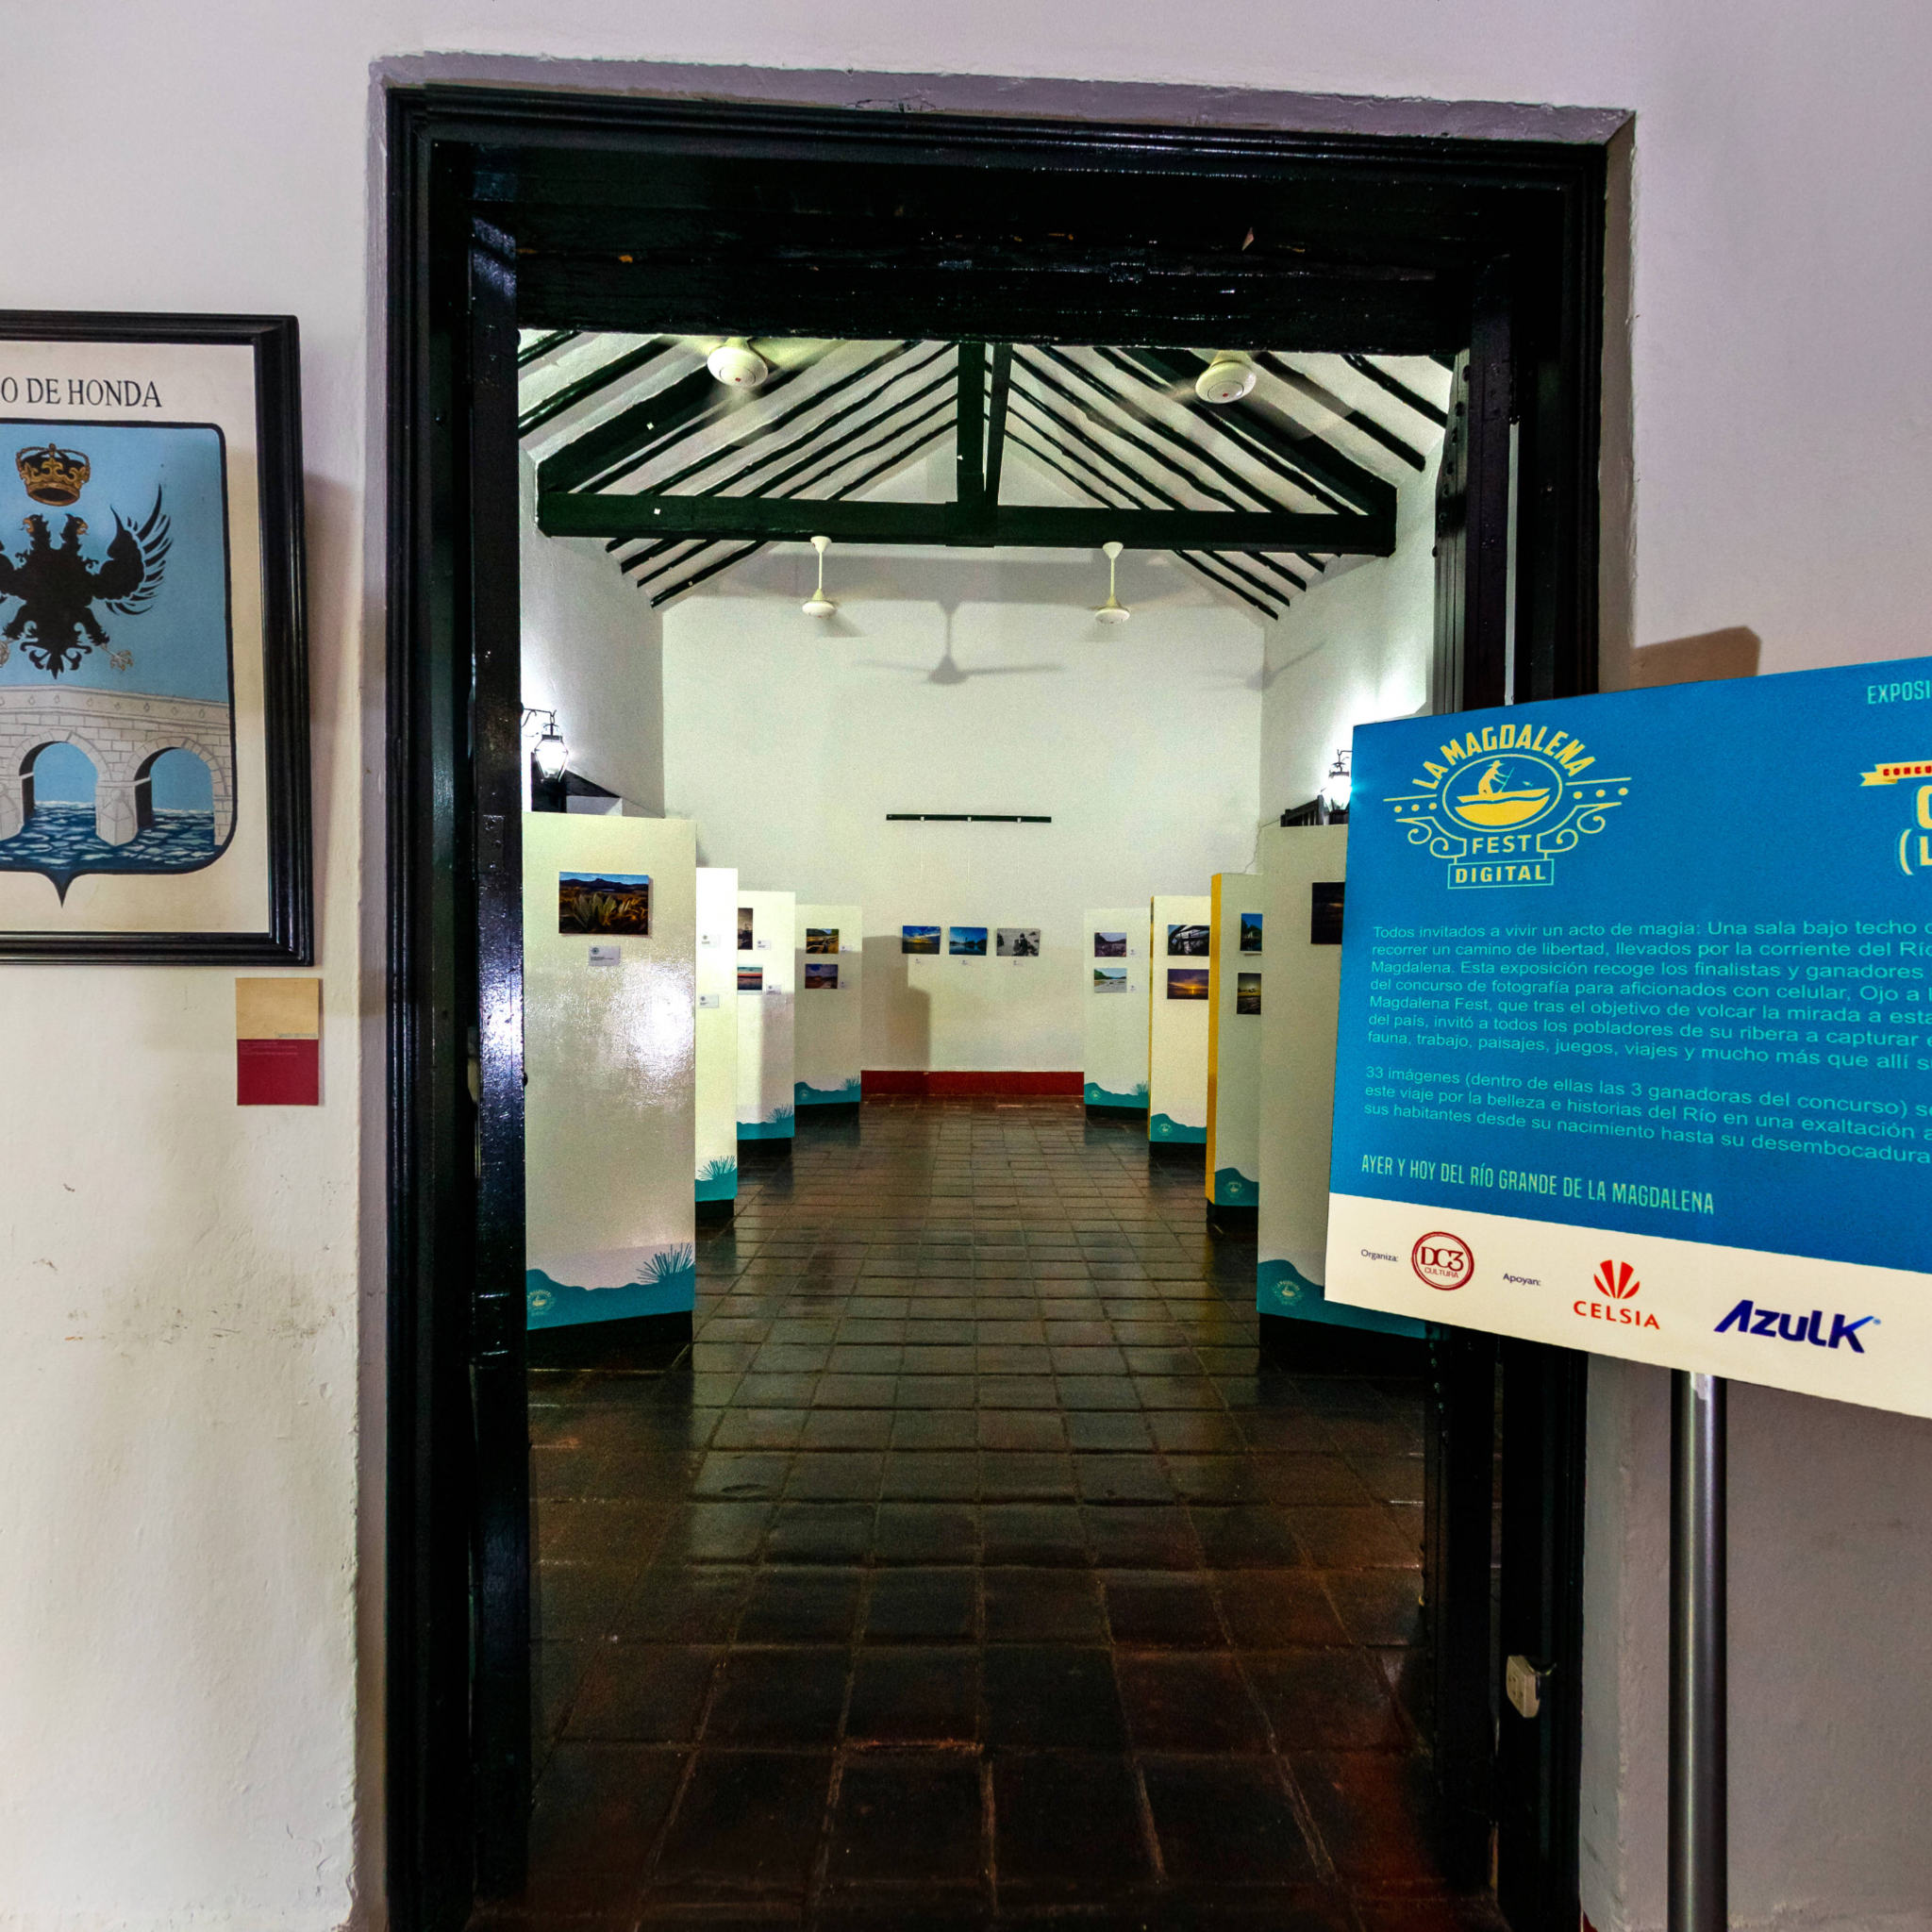 O DE HONDA
EXPOSI
LA MAGDALENA
FEST
DIGITAL
Todos invitados a vivir un acto de magia: Una sala bajo techo
recorrer un camino de libertad, llevados por la corriente del
Magdalena. Esta exposición recoge los finalistas y ganadores
del concurso de fotografía para aficionados con celular, Ojo a
Magdalena Fest, que tras el objetivo de volcar la mirada a
del país, invitó a todos los pobladores de su ribera a capturar
fauna, trabajo, paisajes, juegos, viajes y mucho más que allí
33 imágenes (dentro de ellas las 3 ganadoras del concurso)
este viaje por la belleza e historias del Río en una exaltación
sus habitantes desde su nacimiento hasta su desembocadura
AYER Y HOY DEL RÍO GRANDE DE LA MAGDALENA
Organiza:
DC3
CULTURA
Apoyan:
CELSIA
AzulK